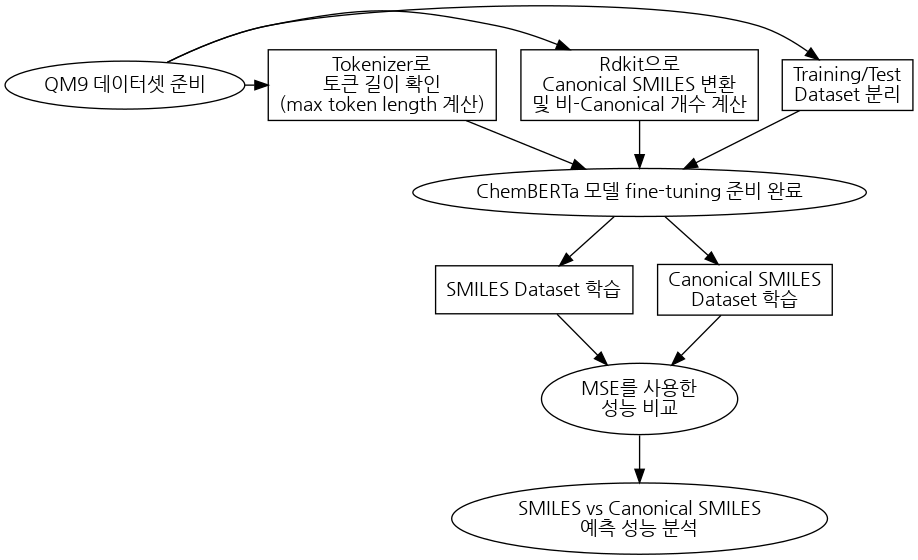 QM9 데이터셋 준비
Tokenizer로
토큰 길이 확인
(max token length 계산)
Rdkit으로
Canonical SMILES 변환
및 비-Canonical 개수 계산
Training/Test
Dataset 분리
ChemBERTa 모델 fine-tuning 준비 완료
SMILES Dataset 학습
Canonical SMILES
Dataset 학습
MSE를 사용한
성능 비교
SMILES vs Canonical SMILES
예측 성능 분석